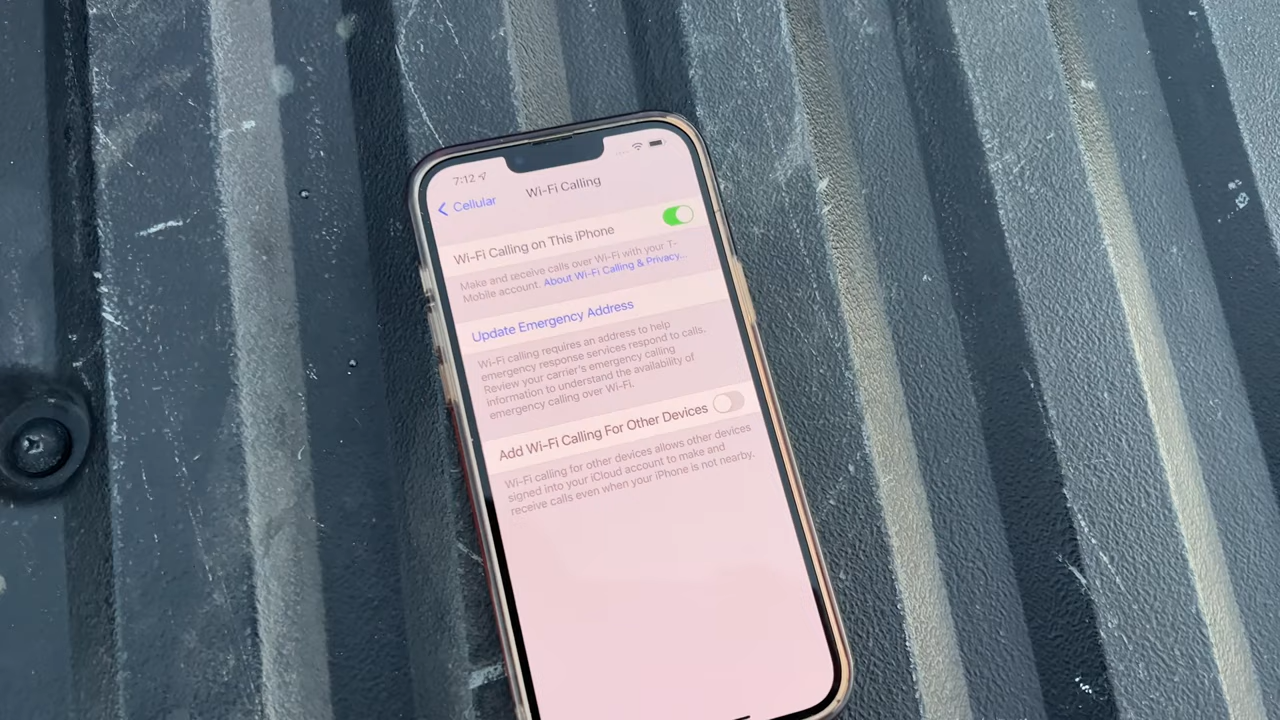 7:12
Wi-Fi Calling
Cellular
Wi-Fi Calling on This iPhone
Make and receive calls over Wi-Fi with your T-
Mobile account. About Wi-Fi Calling & Privacy...
Update Emergency Address
Wi-Fi calling requires an address to help
emergency response services respond to calls.
Review your carrier's emergency calling
information to understand the availability of
emergency calling over Wi-Fi.
Add Wi-Fi Calling For Other Devices
Wi-Fi calling for other devices allows other devices
signed into your iCloud account to make and
receive calls even when your iPhone is not nearby.